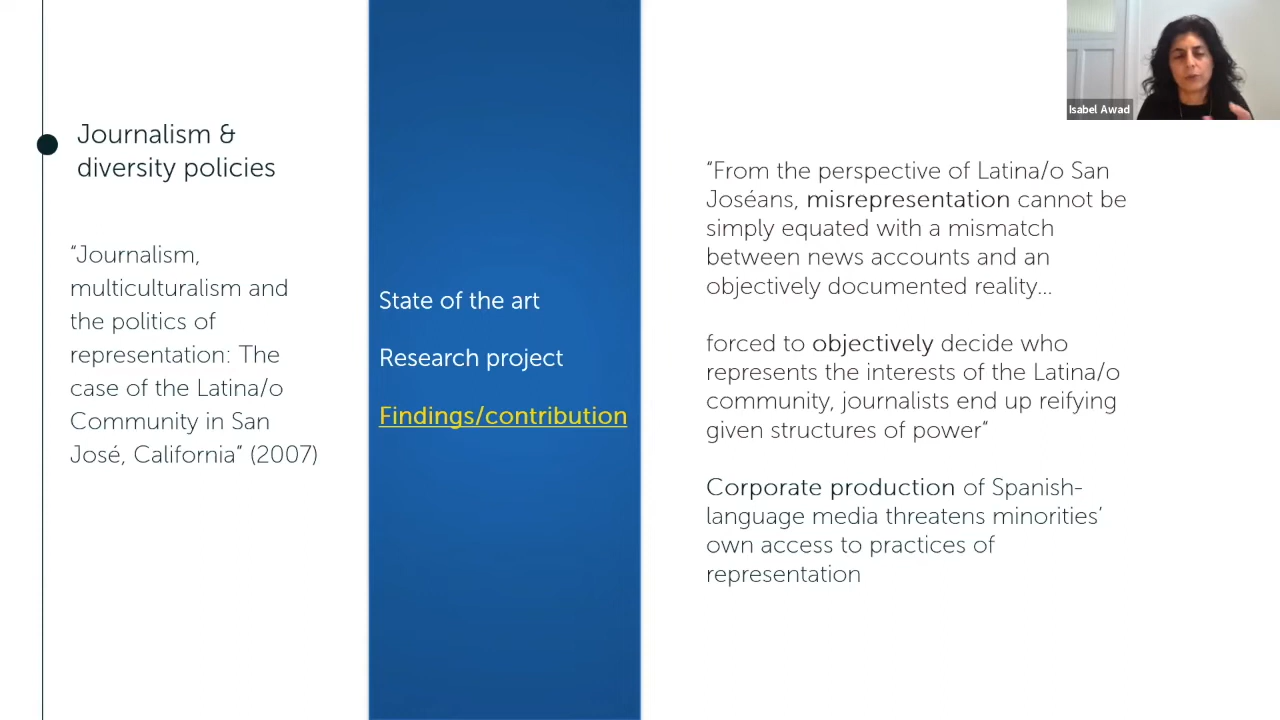 Isabel Awad
Journalism &
diversity policies
“Journalism,
multiculturalism and
the politics of
representation: The
case of the Latina/o
Community in San
José, California” (2007)
State of the art
Research project
Findings/contribution
“From the perspective of Latina/o San
Joséans, misrepresentation cannot be
simply equated with a mismatch
between news accounts and an
objectively documented reality...
forced to objectively decide who
represents the interests of the Latina/o
community, journalists end up reifying
given structures of power”
Corporate production of Spanish-
language media threatens minorities’
own access to practices of
representation